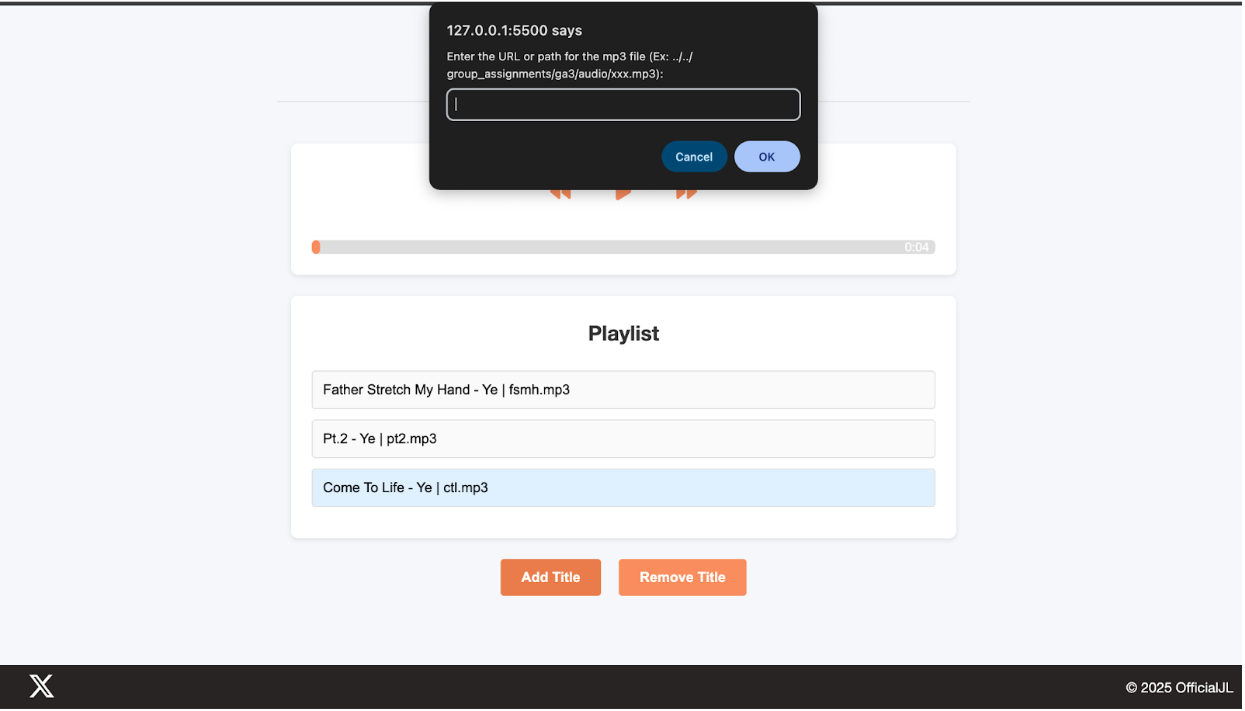 127.0.0.1:5500 says
Enter the URL or path for the mp3 file (Ex: ../../
group_assignments/ga3/audio/xxx.mp3):
Cancel
OK
0:04
Playlist
Father Stretch My Hand - Ye | fsmh.mp3
Pt.2 - Ye | pt2.mp3
Come To Life - Ye | ctl.mp3
Add Title
Remove Title
© 2025 OfficialJL